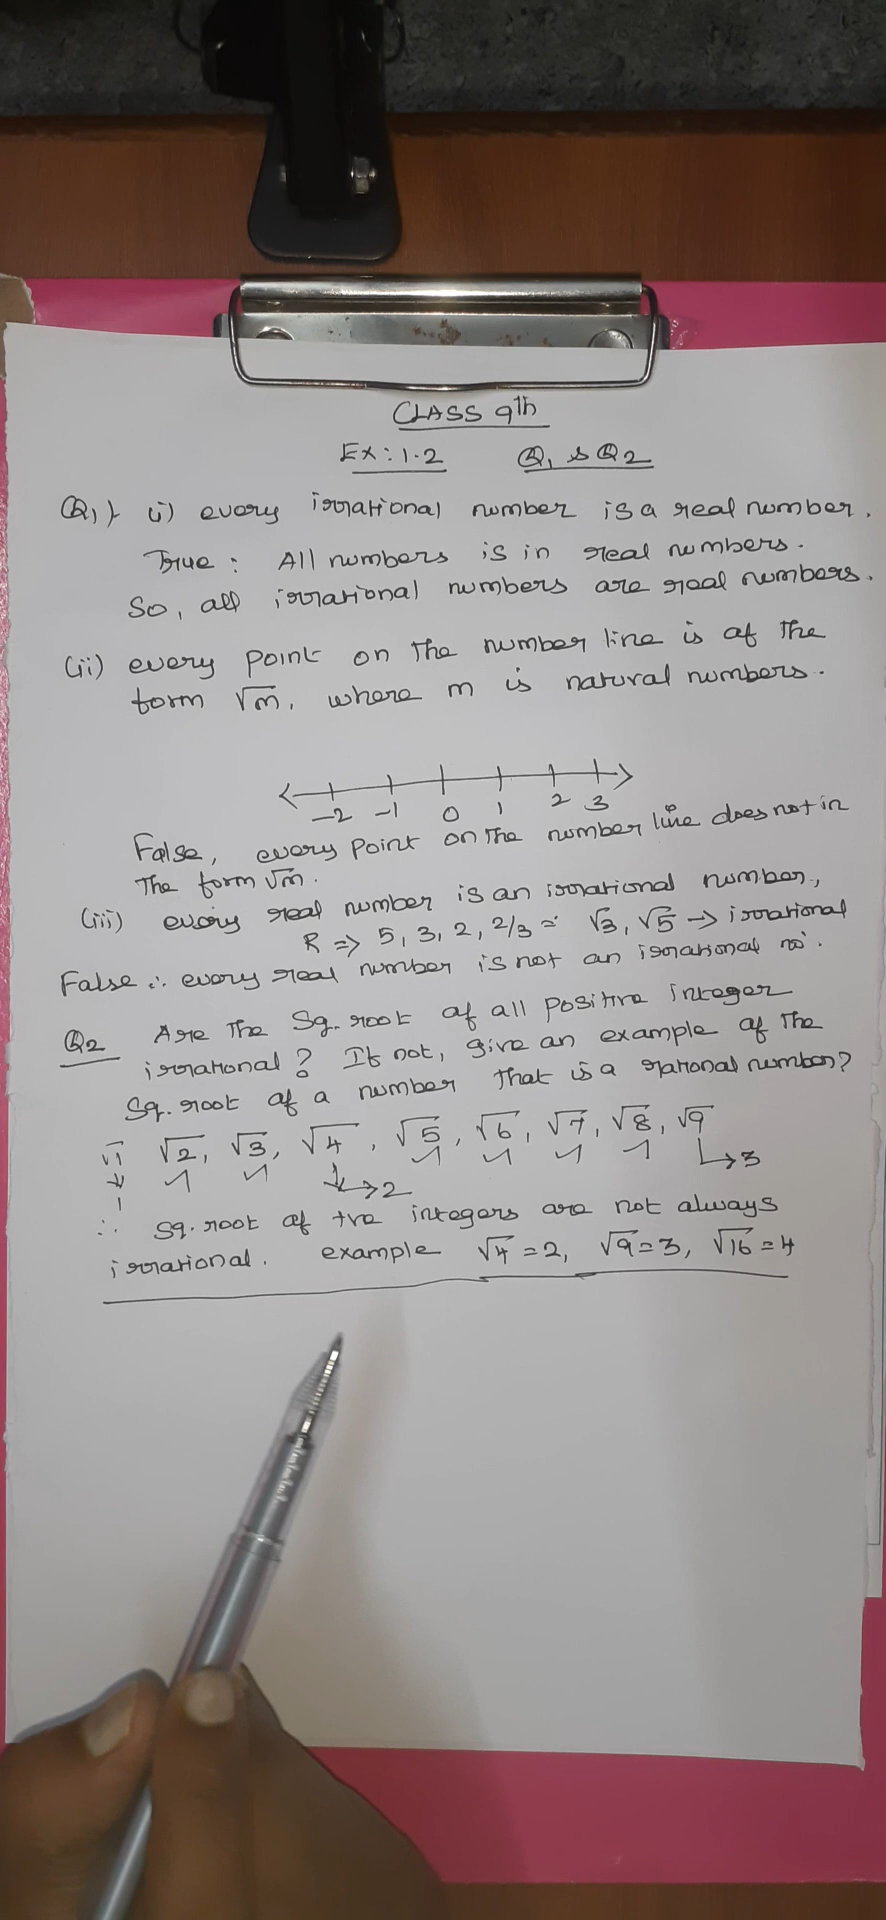 CLASS 9th
Ex: 1.2 Q1 & Q2
Q1) (i) every irrational number is a real number.
True: All numbers is in real numbers.
So, all irrational numbers are real numbers.
(ii) every point on the number line is of the
form √m, where m is natural numbers.
-2 -1 0 1 2 3
False, every point on the number line does not in
the form √m.
(iii) every real number is an irrational number,
R ⇒ 5, 3, 2, 2/3 = √3, √5 → irrational
False ∴ every real number is not an irrational no.
Q2 Are the Sq. root of all positive integer
irrational? If not, give an example of the
Sq. root of a number that is a rational number?
√1 √2, √3, √4, √5, √6, √7, √8, √9
↓ 1 → 2 → 3
∴ Sq. root of +ve integers are not always
irrational. example √4 = 2, √9 = 3, √16 = 4